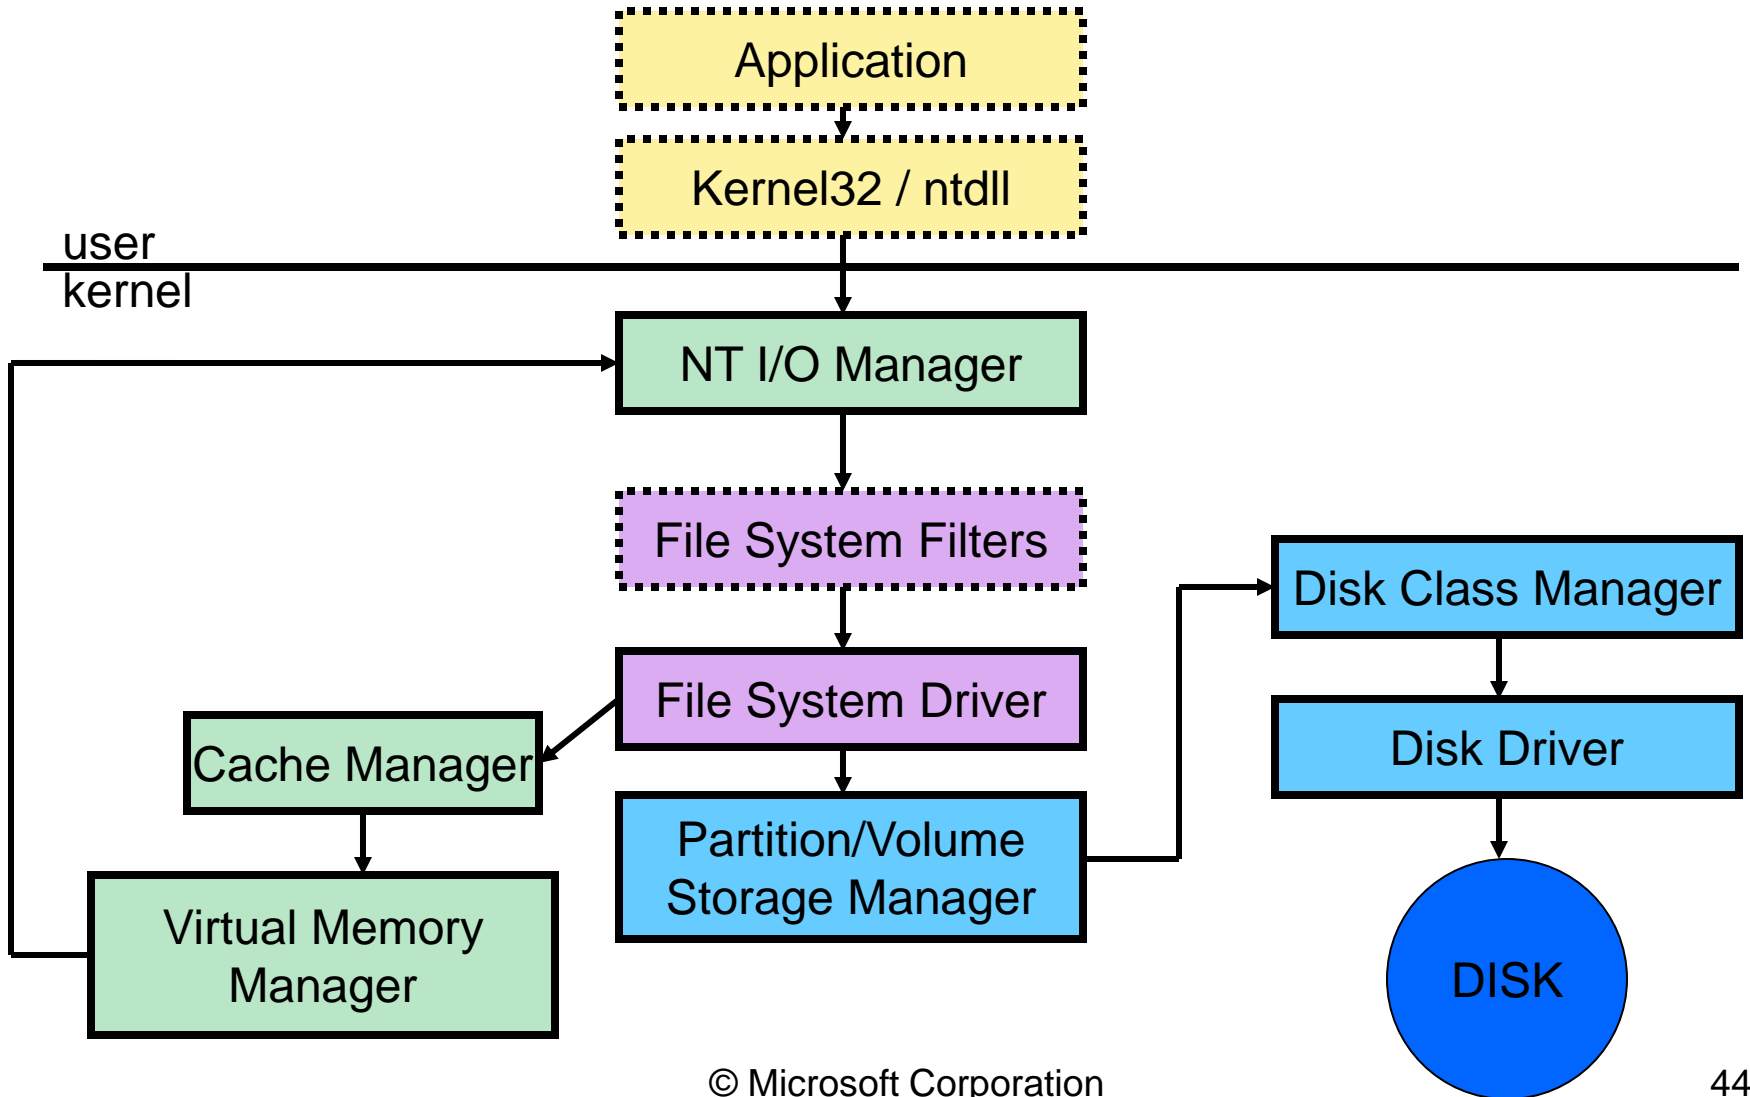 Application
Kernel32 / ntdll
user
kernel
NT I/O Manager
File System Filters
Disk Class Manager
File System Driver
Cache Manager
Disk Driver
Partition/Volume
Storage Manager
Virtual Memory
Manager
DISK
© Microsoft Corporation
44